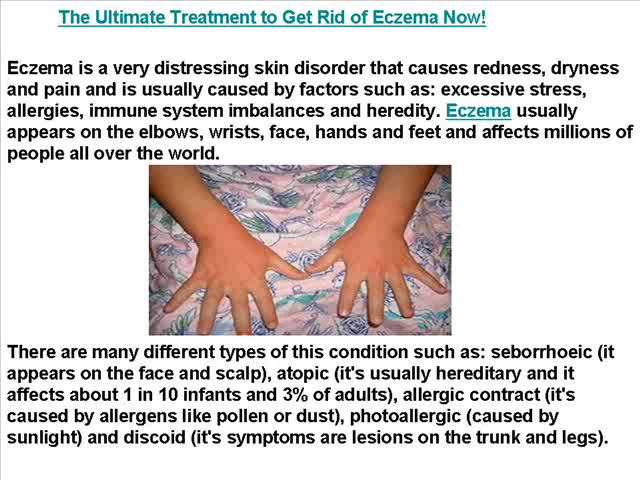 The Ultimate Treatment to Get Rid of Eczema Now!
Eczema is a very distressing skin disorder that causes redness, dryness
and pain and is usually caused by factors such as: excessive stress,
allergies, immune system imbalances and heredity. Eczema usually
appears on the elbows, wrists, face, hands and feet and affects millions of
people all over the world.
There are many different types of this condition such as: seborrhoeic (it
appears on the face and scalp), atopic (it's usually hereditary and it
affects about 1 in 10 infants and 3% of adults), allergic contract (it's
caused by allergens like pollen or dust), photoallergic (caused by
sunlight) and discoid (it's symptoms are lesions on the trunk and legs).